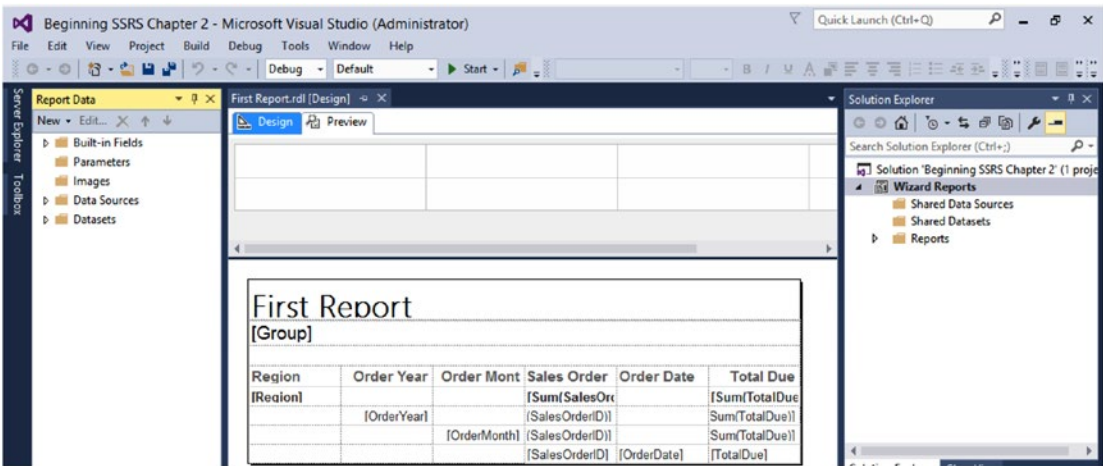 Beginning SSRS Chapter 2 - Microsoft Visual Studio (Administrator)
Quick Launch (Ctrl+Q)
File Edit View Project Build Debug Tools Window Help
Debug Default Start
B I U A
Server Explorer
Toolbox
Report Data
New Edit...
Built-in Fields
Parameters
Images
Data Sources
Datasets
First Report.rdl [Design]
Design Preview
First Report
[Group]
Region Order Year Order Mont Sales Order Order Date Total Due
[Region] [Sum(SalesOrd [Sum(TotalDue
[OrderYear] (SalesOrderID)] Sum(TotalDue)]
[OrderMonth] (SalesOrderID)] Sum(TotalDue)]
[SalesOrderID] [OrderDate] [TotalDue]
Solution Explorer
Search Solution Explorer (Ctrl+;)
Solution 'Beginning SSRS Chapter 2' (1 proje
Wizard Reports
Shared Data Sources
Shared Datasets
Reports